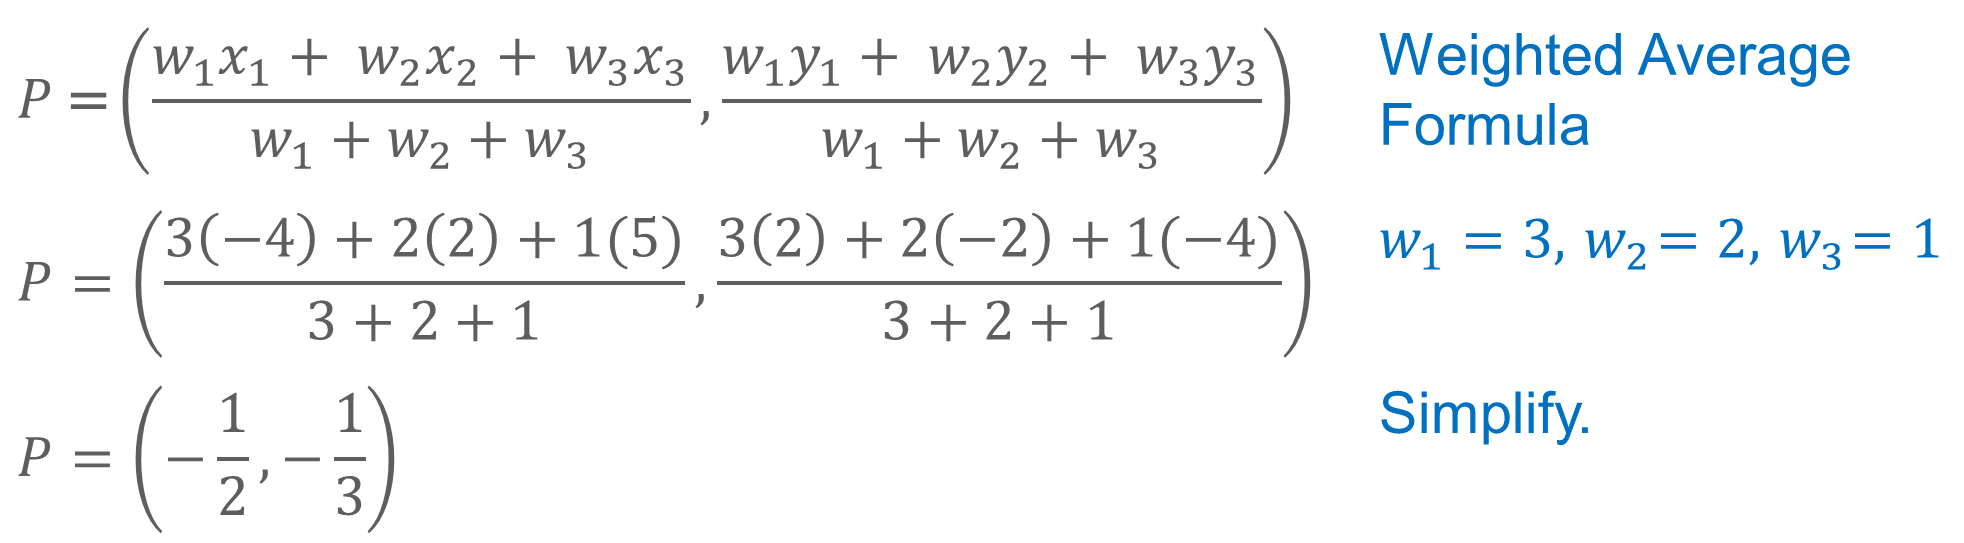 P = ( (w₁x₁ + w₂x₂ + w₃x₃)/(w₁ + w₂ + w₃) , (w₁y₁ + w₂y₂ + w₃y₃)/(w₁ + w₂ + w₃) ) Weighted Average
Formula
P = ( (3(−4) + 2(2) + 1(5))/(3 + 2 + 1) , (3(2) + 2(−2) + 1(−4))/(3 + 2 + 1) ) w₁ = 3, w₂ = 2, w₃ = 1
P = ( −1/2 , −1/3 ) Simplify.